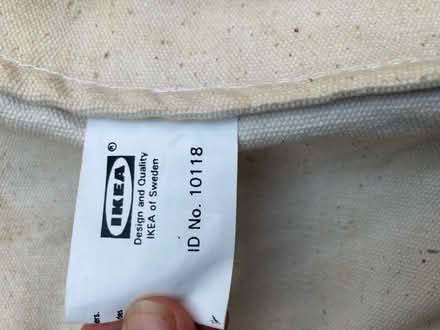 IKEA
Design and Quality
IKEA of Sweden
ID No. 10118